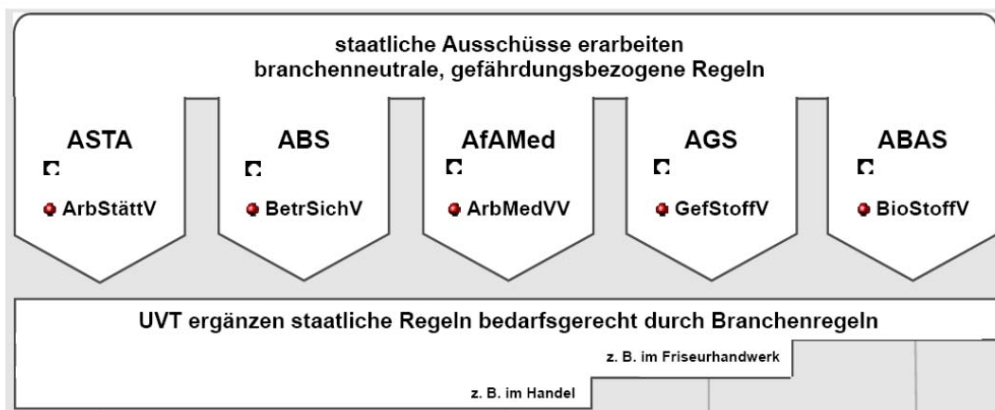 staatliche Ausschüsse erarbeiten
branchenneutrale, gefährdungsbezogene Regeln
ASTA
ABS
AfAMed
AGS
ABAS
ArbStättV
BetrSichV
ArbMedVV
GefStoffV
BioStoffV
UVT ergänzen staatliche Regeln bedarfsgerecht durch Branchenregeln
z. B. im Friseurhandwerk
z. B. im Handel